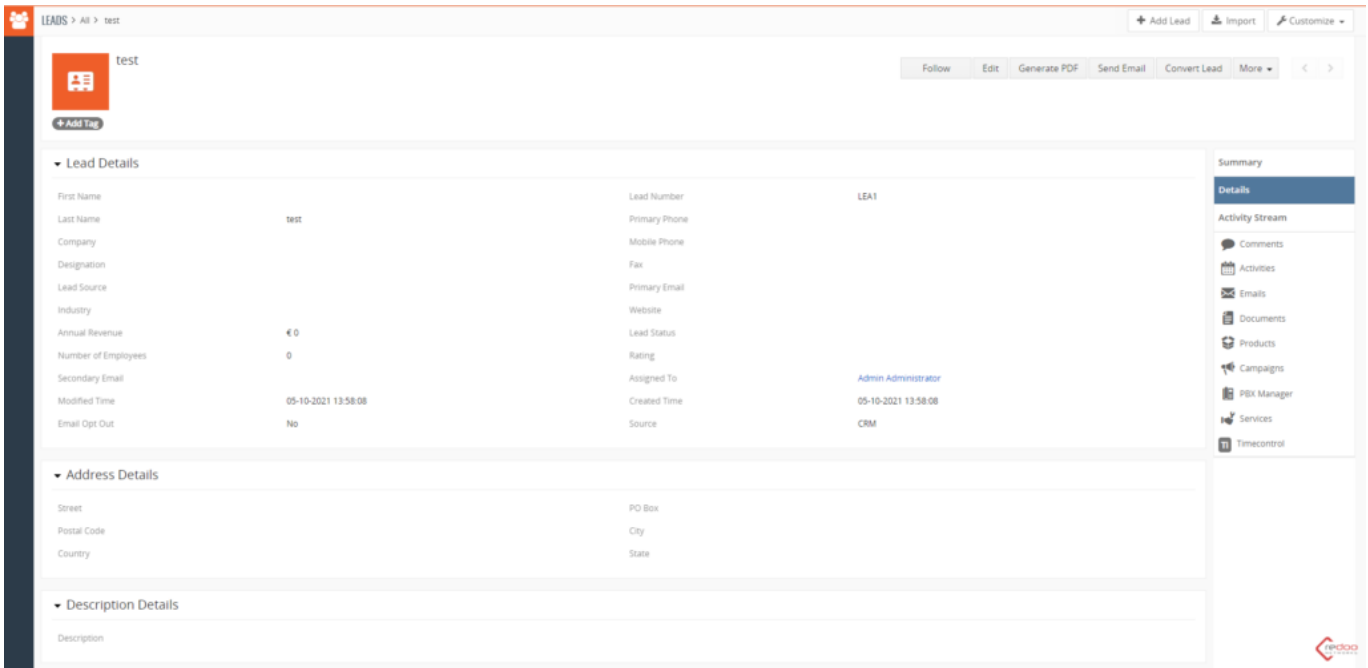 LEADS > All > test
+ Add Lead Import Customize
test
Follow Edit Generate PDF Send Email Convert Lead More
+ Add Tag
Lead Details
First Name Lead Number LEA1
Last Name test Primary Phone
Company Mobile Phone
Designation Fax
Lead Source Primary Email
Industry Website
Annual Revenue € 0 Lead Status
Number of Employees 0 Rating
Secondary Email Assigned To Admin Administrator
Modified Time 05-10-2021 13:58:08 Created Time 05-10-2021 13:58:08
Email Opt Out No Source CRM
Address Details
Street PO Box
Postal Code City
Country State
Description Details
Description
Summary
Details
Activity Stream
Comments
Activities
Emails
Documents
Products
Campaigns
PBX Manager
Services
TI Timecontrol
redoo
NETWORKS